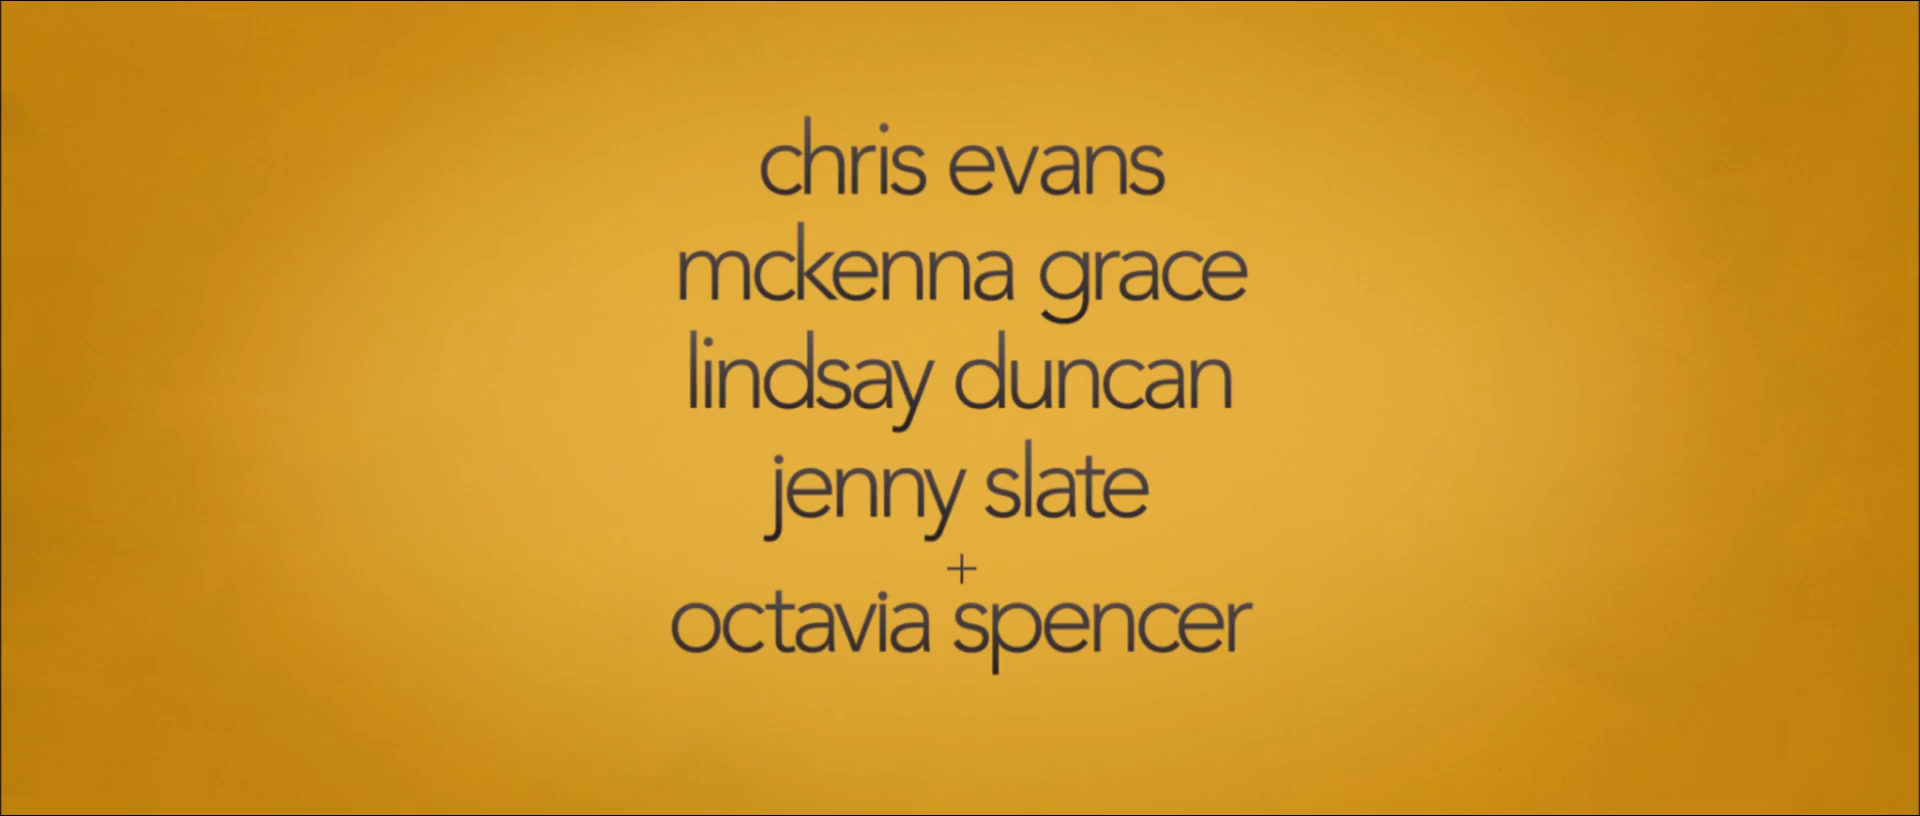 chris evans
mckenna grace
lindsay duncan
jenny slate
+
octavia spencer